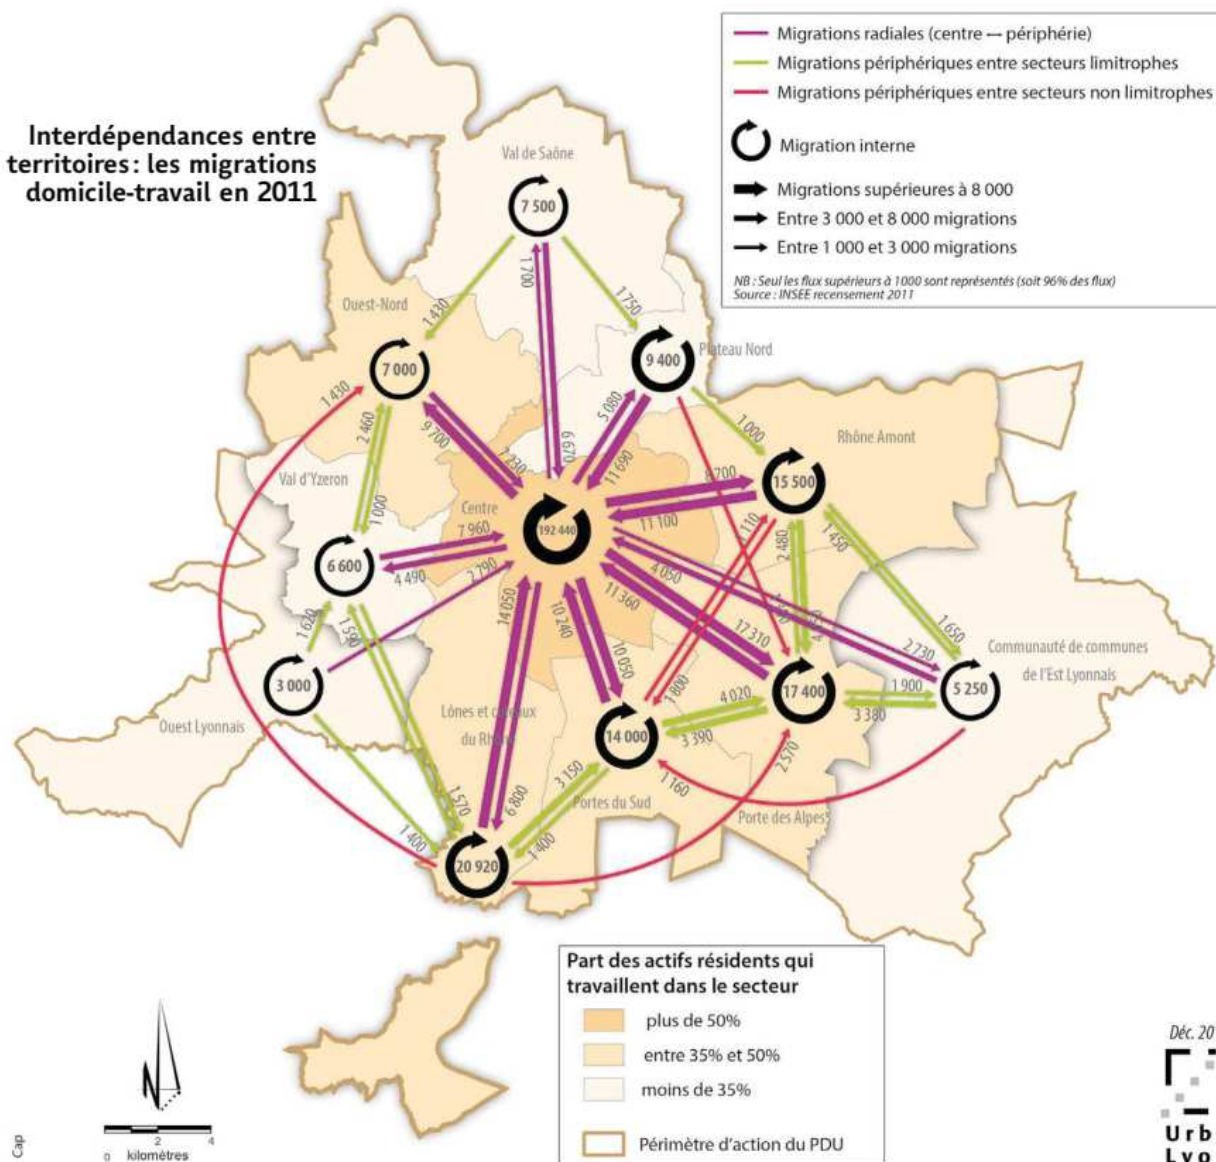 Interdépendances entre
territoires : les migrations
domicile-travail en 2011
Migrations radiales (centre ↔ périphérie)
Migrations périphériques entre secteurs limitrophes
Migrations périphériques entre secteurs non limitrophes
Migration interne
Migrations supérieures à 8 000
Entre 3 000 et 8 000 migrations
Entre 1 000 et 3 000 migrations
NB : Seul les flux supérieurs à 1000 sont représentés (soit 96% des flux)
Source : INSEE recensement 2011
Val de Saône
7 500
1 700
1 430
1 750
Ouest-Nord
7 000
9 400
Plateau Nord
1 430
2 460
9 700
7 230
6 670
5 080
11 690
1 000
Rhône Amont
Val d'Yzeron
1 000
Centre
192 440
8 700
11 100
15 500
7 960
4 490
6 600
2 790
2 480
1 450
4 050
11 360
17 310
1 620
1 590
14 050
10 240
10 050
2 730
1 650
Communauté de communes
de l'Est Lyonnais
3 000
Ouest Lyonnais
1 800
4 020
17 400
1 900
3 380
5 250
Lônes et
du
14 000
3 390
2 570
1 160
1 570
6 800
3 150
1 400
Portes du Sud
Porte des Alpes
1 400
20 920
Part des actifs résidents qui
travaillent dans le secteur
plus de 50%
entre 35% et 50%
moins de 35%
Périmètre d'action du PDU
N
0 2 4
kilomètres
Cap
Déc. 20
Urb
Lyo